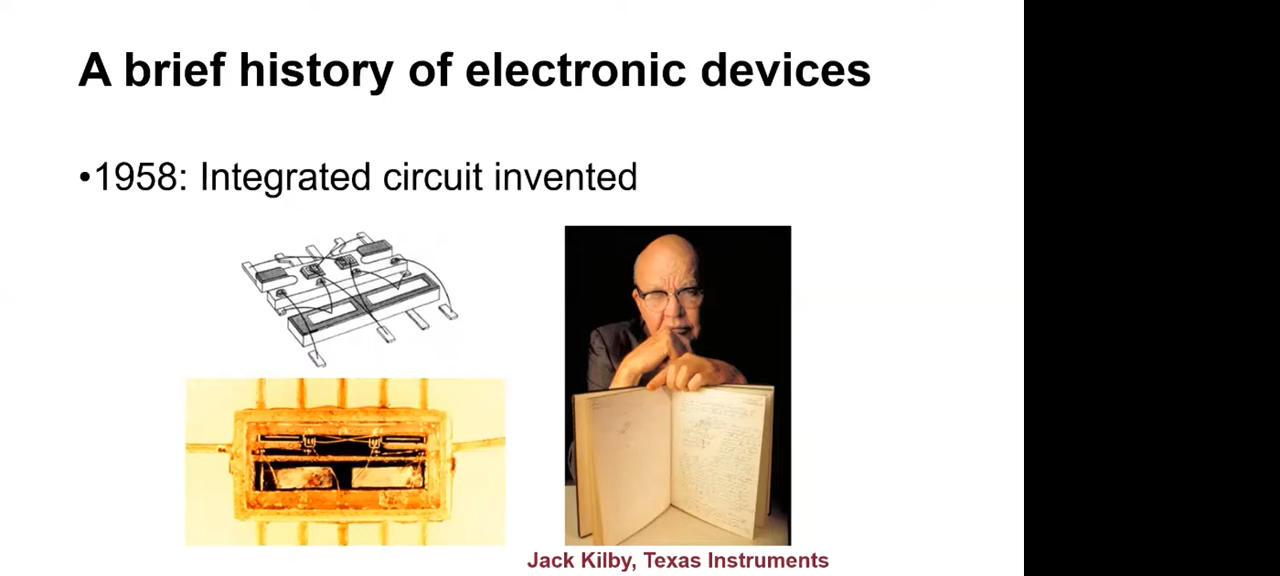 A brief history of electronic devices
•1958: Integrated circuit invented
Jack Kilby, Texas Instruments